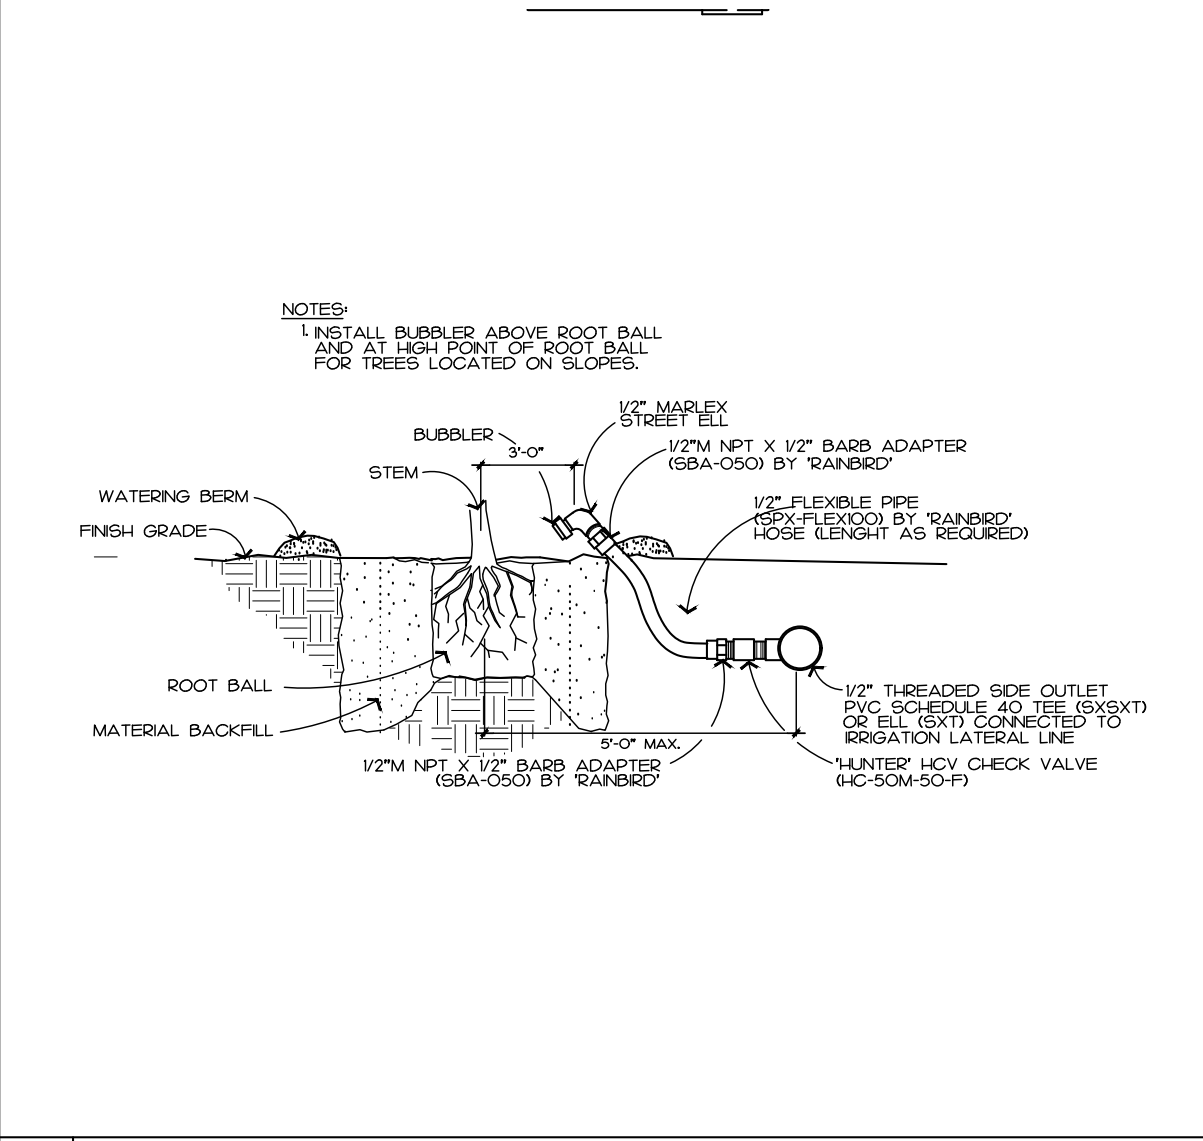 NOTES:
1. INSTALL BUBBLER ABOVE ROOT BALL
AND AT HIGH POINT OF ROOT BALL
FOR TREES LOCATED ON SLOPES.
1/2" MARLEX
STREET ELL
BUBBLER
3'-0"
1/2"M NPT X 1/2" BARB ADAPTER
(SBA-050) BY 'RAINBIRD'
STEM
WATERING BERM
1/2" FLEXIBLE PIPE
(SPX-FLEX100) BY 'RAINBIRD'
HOSE (LENGHT AS REQUIRED)
FINISH GRADE
ROOT BALL
1/2" THREADED SIDE OUTLET
PVC SCHEDULE 40 TEE (SXSXT)
OR ELL (SXT) CONNECTED TO
IRRIGATION LATERAL LINE
MATERIAL BACKFILL
5'-0" MAX.
1/2"M NPT X 1/2" BARB ADAPTER
(SBA-050) BY 'RAINBIRD'
'HUNTER' HCV CHECK VALVE
(HC-50M-50-F)